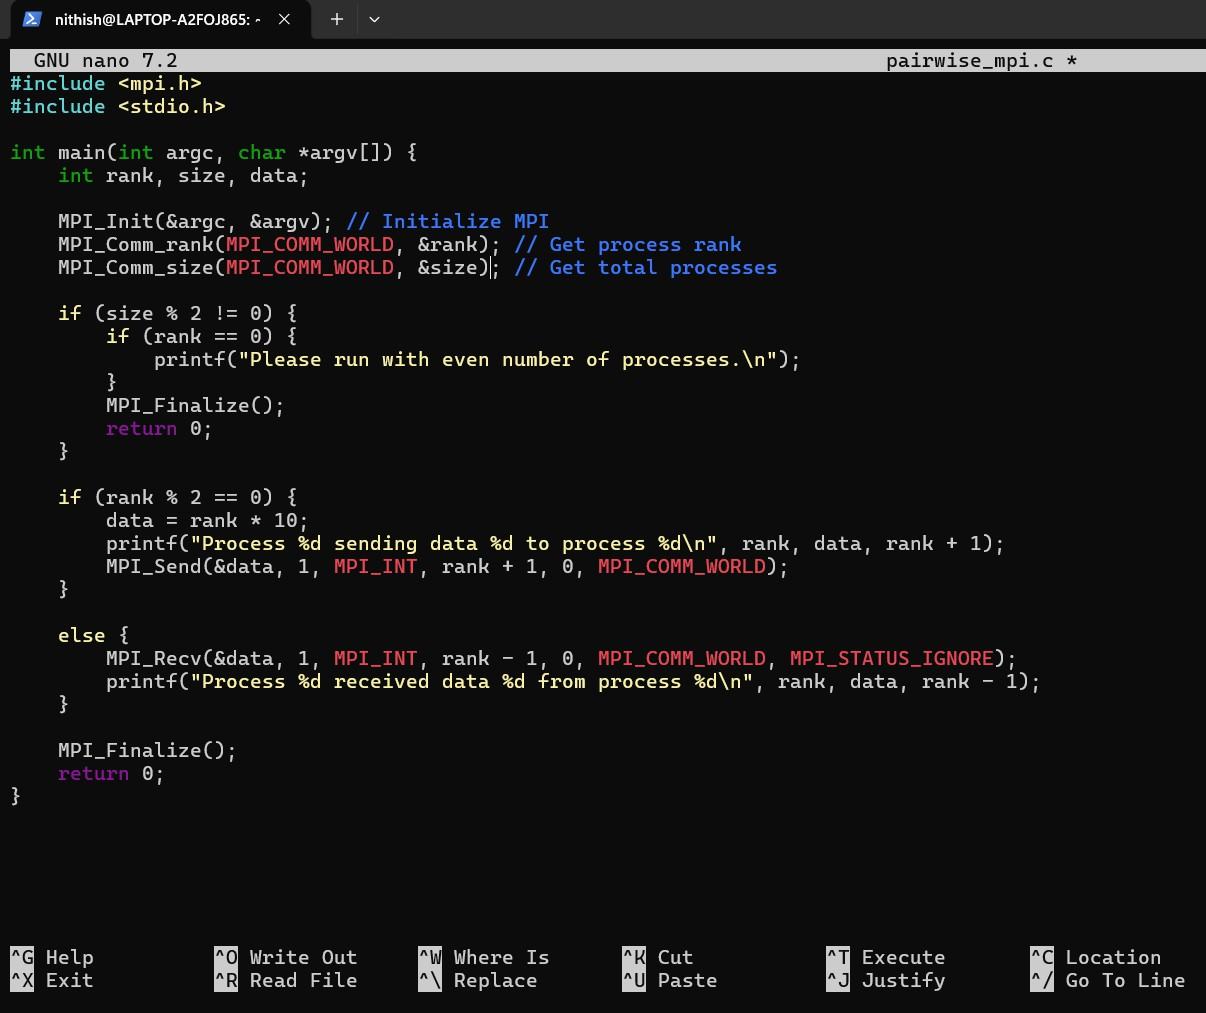 nithish@LAPTOP-A2FOJ865: ~
GNU nano 7.2 pairwise_mpi.c *
#include <mpi.h>
#include <stdio.h>
int main(int argc, char *argv[]) {
    int rank, size, data;
    MPI_Init(&argc, &argv); // Initialize MPI
    MPI_Comm_rank(MPI_COMM_WORLD, &rank); // Get process rank
    MPI_Comm_size(MPI_COMM_WORLD, &size); // Get total processes
    if (size % 2 != 0) {
        if (rank == 0) {
            printf("Please run with even number of processes.\n");
        }
        MPI_Finalize();
        return 0;
    }
    if (rank % 2 == 0) {
        data = rank * 10;
        printf("Process %d sending data %d to process %d\n", rank, data, rank + 1);
        MPI_Send(&data, 1, MPI_INT, rank + 1, 0, MPI_COMM_WORLD);
    }
    else {
        MPI_Recv(&data, 1, MPI_INT, rank - 1, 0, MPI_COMM_WORLD, MPI_STATUS_IGNORE);
        printf("Process %d received data %d from process %d\n", rank, data, rank - 1);
    }
    MPI_Finalize();
    return 0;
}
^G Help ^O Write Out ^W Where Is ^K Cut ^T Execute ^C Location
^X Exit ^R Read File ^\ Replace ^U Paste ^J Justify ^/ Go To Line